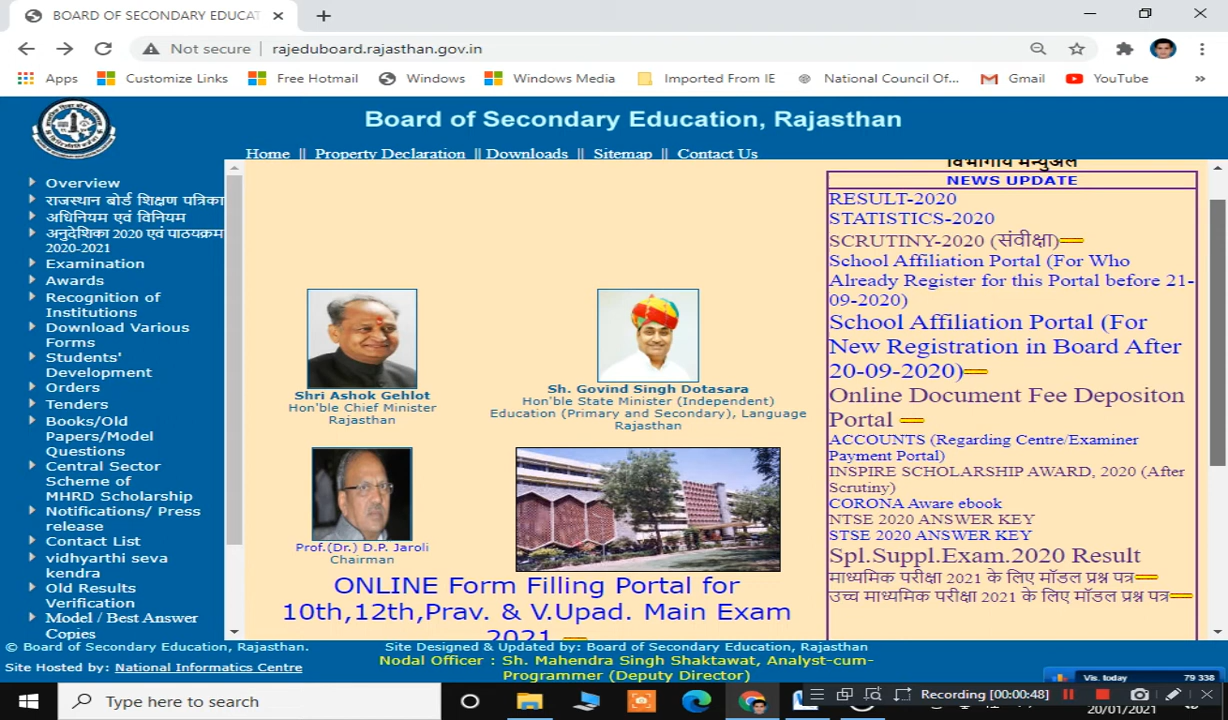 BOARD OF SECONDARY EDUCAT
Not secure
rajeduboard.rajasthan.gov.in
Apps
Customize Links
Free Hotmail
Windows
Windows Media
Imported From IE
National Council Of...
Gmail
YouTube
»
Board of Secondary Education, Rajasthan
Home || Property Declaration || Downloads || Sitemap || Contact Us
Overview
राजस्थान बोर्ड शिक्षण पत्रिका
अधिनियम एवं विनियम
अनुदेशिका 2020 एवं पाठयक्रम
2020-2021
Examination
Awards
Recognition of
Institutions
Download Various
Forms
Students'
Development
Orders
Tenders
Books/Old
Papers/Model
Questions
Central Sector
Scheme of
MHRD Scholarship
Notifications/ Press
release
Contact List
vidhyarthi seva
kendra
Old Results
Verification
Model / Best Answer
Copies
Shri Ashok Gehlot
Hon'ble Chief Minister
Rajasthan
Sh. Govind Singh Dotasara
Hon'ble State Minister (Independent)
Education (Primary and Secondary), Language
Rajasthan
Prof.(Dr.) D.P. Jaroli
Chairman
ONLINE Form Filling Portal for
10th,12th,Prav. & V.Upad. Main Exam
2021
विभागीय मैन्युअल
NEWS UPDATE
RESULT-2020
STATISTICS-2020
SCRUTINY-2020 (संवीक्षा)
School Affiliation Portal (For Who
Already Register for this Portal before 21-
09-2020)
School Affiliation Portal (For
New Registration in Board After
20-09-2020)
Online Document Fee Depositon
Portal
ACCOUNTS (Regarding Centre/Examiner
Payment Portal)
INSPIRE SCHOLARSHIP AWARD, 2020 (After
Scrutiny)
CORONA Aware ebook
NTSE 2020 ANSWER KEY
STSE 2020 ANSWER KEY
Spl.Suppl.Exam.2020 Result
माध्यमिक परीक्षा 2021 के लिए मॉडल प्रश्न पत्र
उच्च माध्यमिक परीक्षा 2021 के लिए मॉडल प्रश्न पत्र
© Board of Secondary Education, Rajasthan.
Site Hosted by: National Informatics Centre
Site Designed & Updated by: Board of Secondary Education, Rajasthan
Nodal Officer : Sh. Mahendra Singh Shaktawat, Analyst-cum-
Programmer (Deputy Director)
Vis. today 79 338
Type here to search
Recording [00:00:48]
20/01/2021